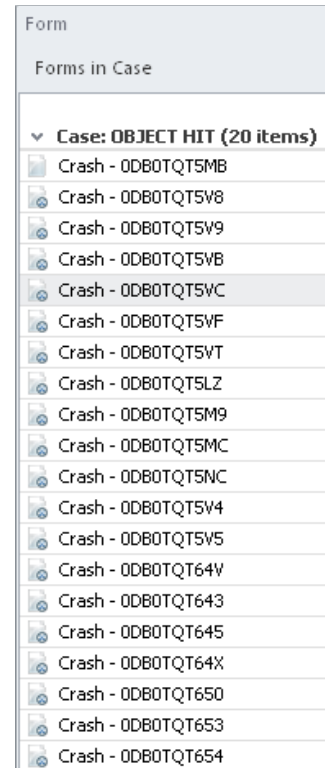 Form
Forms in Case
Case: OBJECT HIT (20 items)
Crash - 0DB0TQT5MB
Crash - 0DB0TQT5V8
Crash - 0DB0TQT5V9
Crash - 0DB0TQT5VB
Crash - 0DB0TQT5VC
Crash - 0DB0TQT5VF
Crash - 0DB0TQT5VT
Crash - 0DB0TQT5LZ
Crash - 0DB0TQT5M9
Crash - 0DB0TQT5MC
Crash - 0DB0TQT5NC
Crash - 0DB0TQT5V4
Crash - 0DB0TQT5V5
Crash - 0DB0TQT64V
Crash - 0DB0TQT643
Crash - 0DB0TQT645
Crash - 0DB0TQT64X
Crash - 0DB0TQT650
Crash - 0DB0TQT653
Crash - 0DB0TQT654